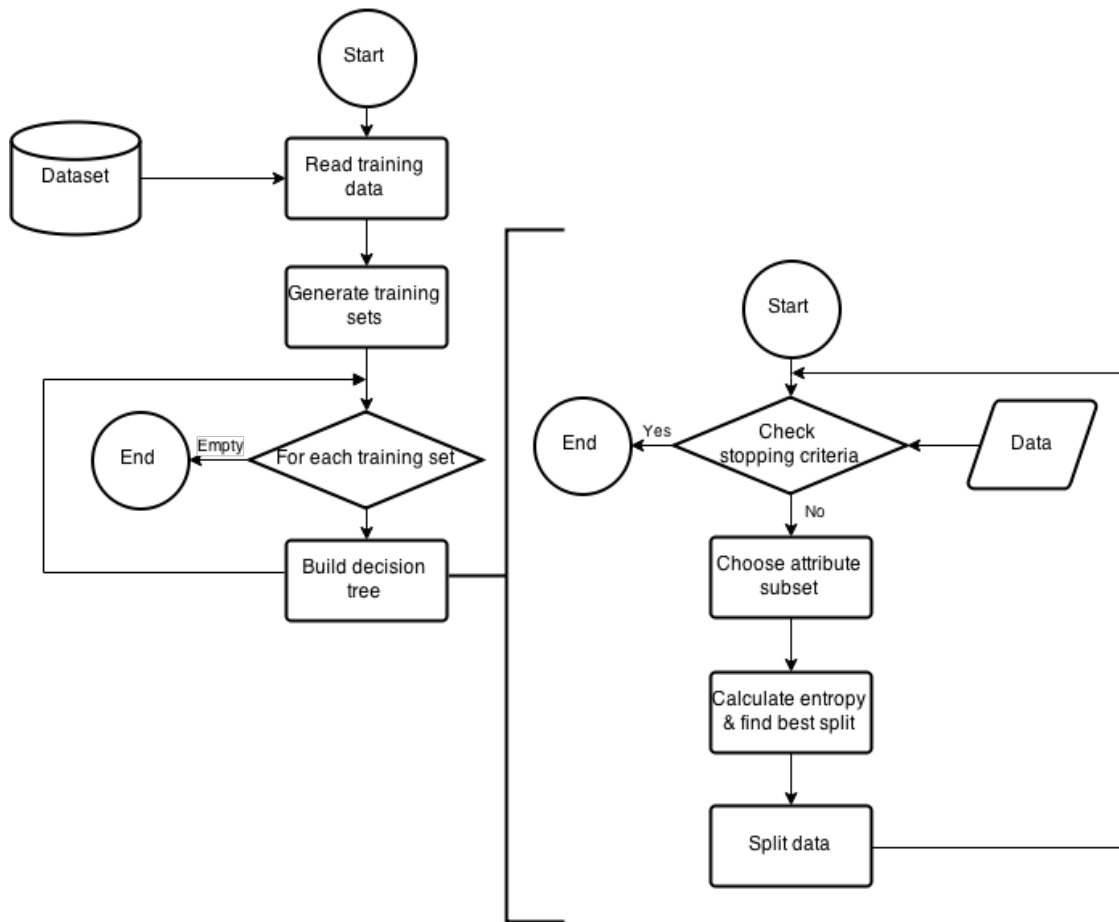 Start
Dataset
Read training
data
Generate training
sets
End
Empty
For each training set
Build decision
tree
Start
End
Yes
Check
stopping criteria
Data
No
Choose attribute
subset
Calculate entropy
& find best split
Split data